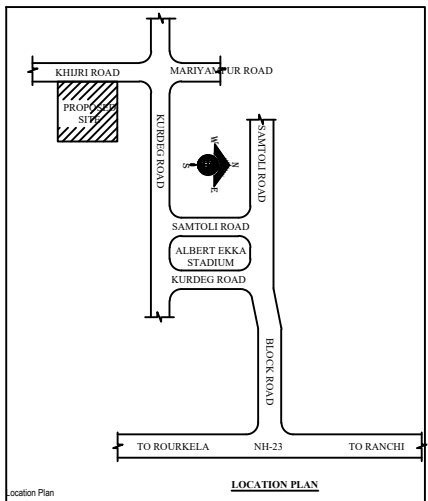 KHIJRI ROAD
MARIYAMPUR ROAD
PROPOSED
SITE
KURDEG ROAD
SAMTOLI ROAD
W
S
N
E
SAMTOLI ROAD
ALBERT EKKA
STADIUM
KURDEG ROAD
BLOCK ROAD
TO ROURKELA
NH-23
TO RANCHI
LOCATION PLAN
Location Plan